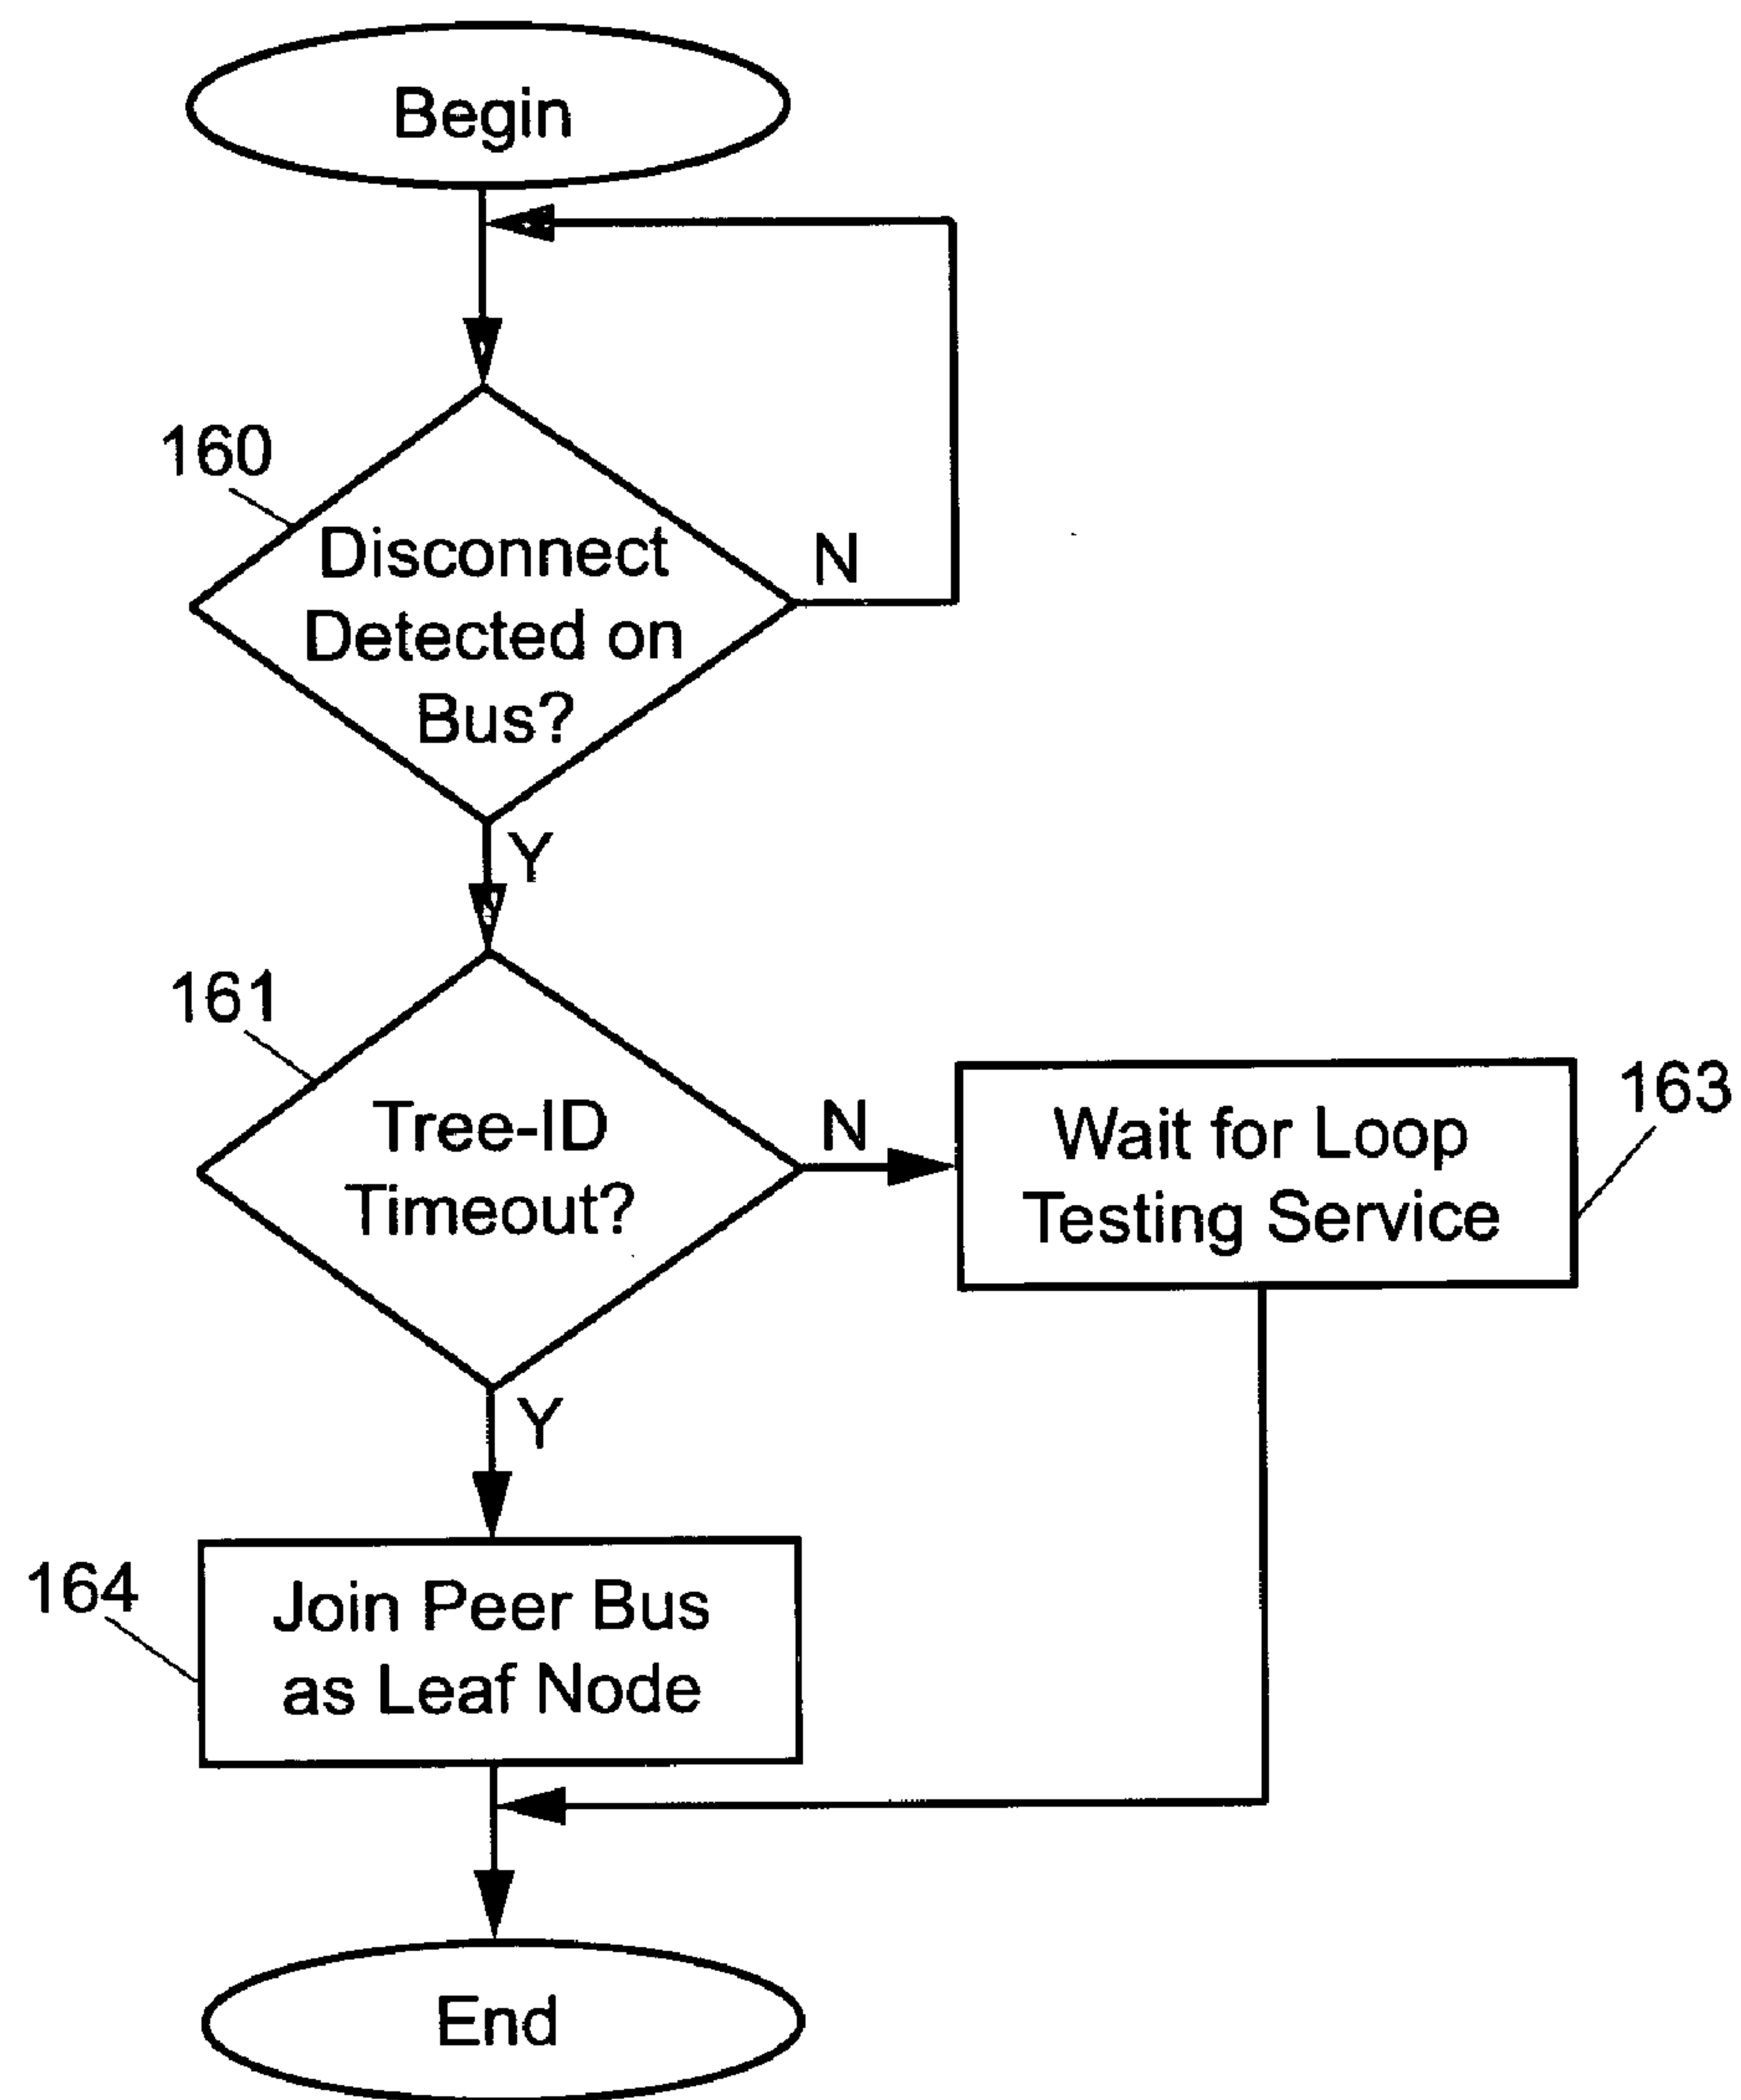 Begin
160
Disconnect
Detected on
Bus?
N
Y
161
Tree-ID
Timeout?
N
Wait for Loop
Testing Service
163
Y
164
Join Peer Bus
as Leaf Node
End